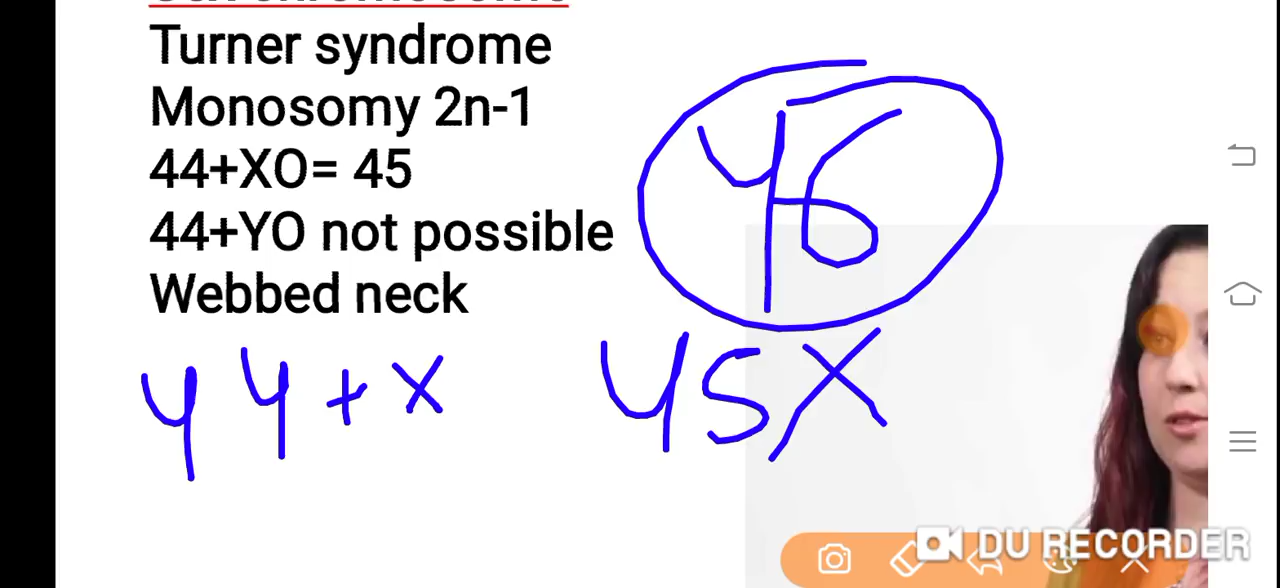 Turner syndrome
Monosomy 2n-1
44+XO= 45
44+YO not possible
Webbed neck
46
44+X
45X
DU RECORDER